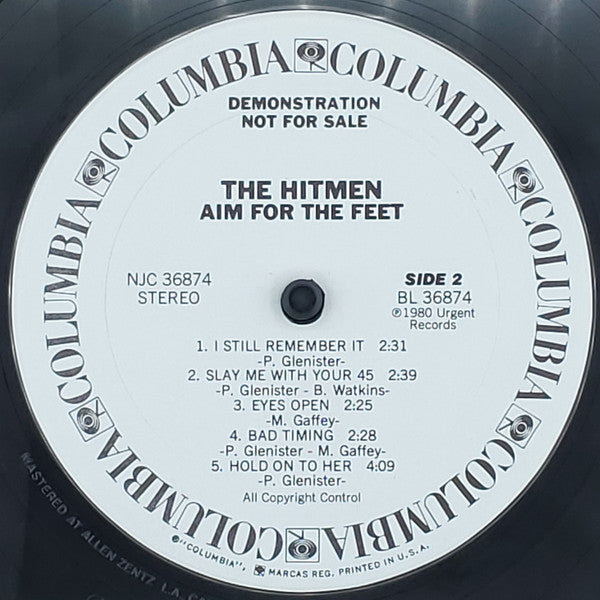 COLUMBIA COLUMBIA COLUMBIA COLUMBIA COLUMBIA COLUMBIA
DEMONSTRATION
NOT FOR SALE
THE HITMEN
AIM FOR THE FEET
NJC 36874
STEREO
SIDE 2
BL 36874
℗1980 Urgent
Records
1. I STILL REMEMBER IT 2:31
-P. Glenister-
2. SLAY ME WITH YOUR 45 2:39
-P. Glenister - B. Watkins-
3. EYES OPEN 2:25
-M. Gaffey-
4. BAD TIMING 2:28
-P. Glenister - M. Gaffey-
5. HOLD ON TO HER 4:09
-P. Glenister-
All Copyright Control
®"COLUMBIA", MARCAS REG. PRINTED IN U.S.A.
MASTERED AT ALLEN ZENTZ L.A.